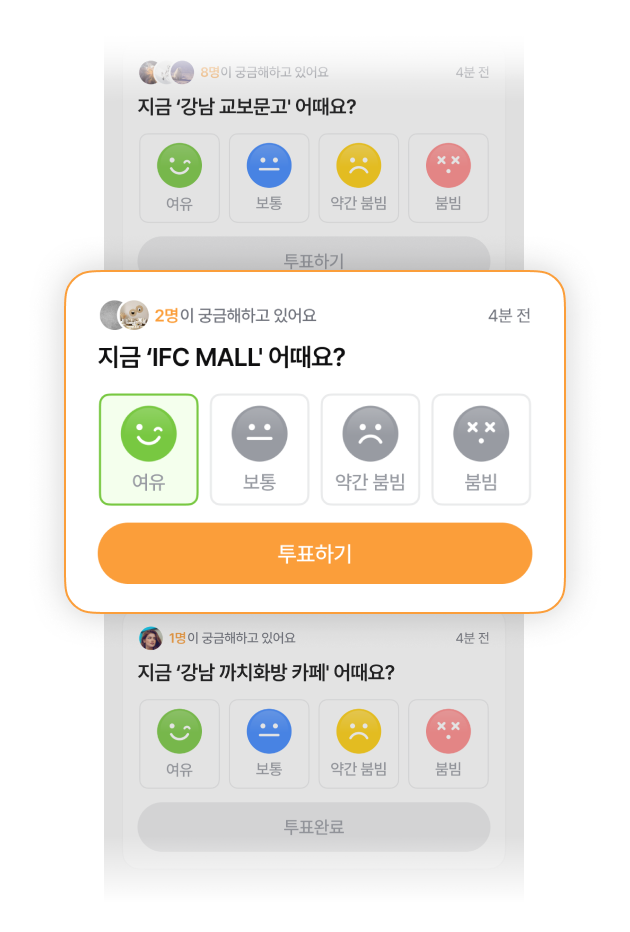 8명이 궁금해하고 있어요 4분 전
지금 ‘강남 교보문고' 어때요?
여유 보통 약간 붐빔 붐빔
투표하기
2명이 궁금해하고 있어요 4분 전
지금 ‘IFC MALL' 어때요?
여유 보통 약간 붐빔 붐빔
투표하기
1명이 궁금해하고 있어요 4분 전
지금 ‘강남 까치화방 카페' 어때요?
여유 보통 약간 붐빔 붐빔
투표완료